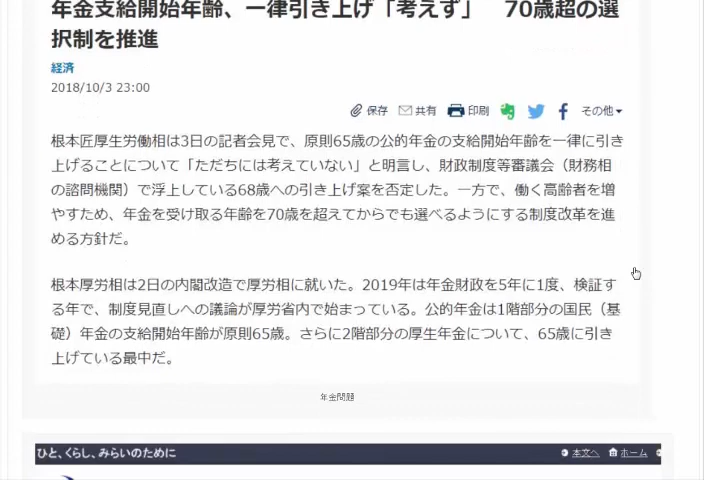 年金支給開始年齢、一律引き上げ「考えず」　70歳超の選
択制を推進
経済
2018/10/3 23:00
保存 共有 印刷 その他
根本匠厚生労働相は3日の記者会見で、原則65歳の公的年金の支給開始年齢を一律に引き
上げることについて「ただちには考えていない」と明言し、財政制度等審議会（財務相
の諮問機関）で浮上している68歳への引き上げ案を否定した。一方で、働く高齢者を増
やすため、年金を受け取る年齢を70歳を超えてからでも選べるようにする制度改革を進
める方針だ。
根本厚労相は2日の内閣改造で厚労相に就いた。2019年は年金財政を5年に1度、検証す
る年で、制度見直しへの議論が厚労省内で始まっている。公的年金は1階部分の国民（基
礎）年金の支給開始年齢が原則65歳。さらに2階部分の厚生年金について、65歳に引き
上げている最中だ。
年金問題
ひと、くらし、みらいのために 本文へ ホーム